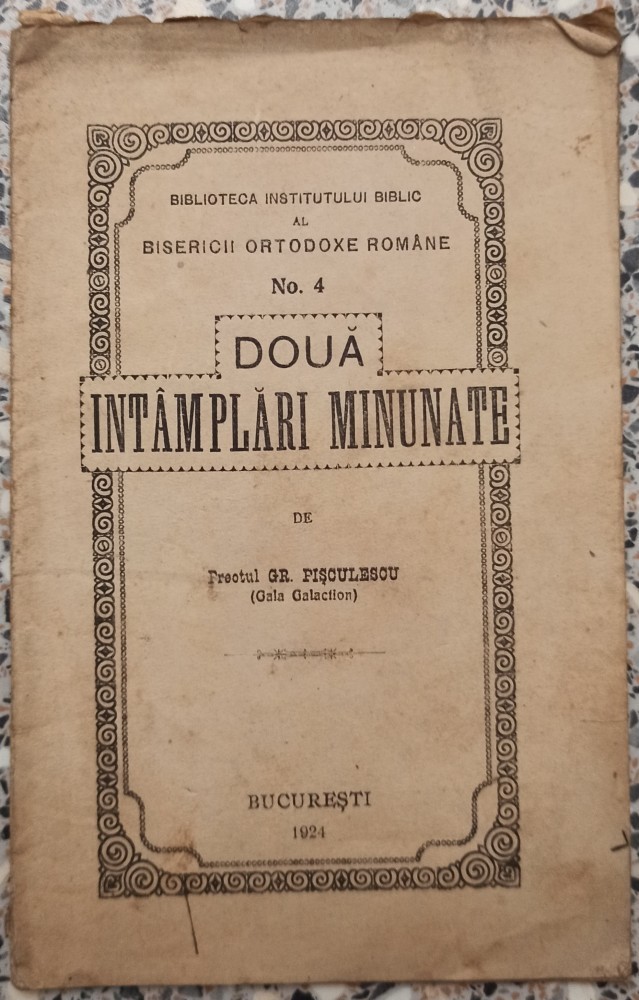 BIBLIOTECA INSTITUTULUI BIBLIC
AL
BISERICII ORTODOXE ROMÂNE
No. 4
DOUĂ
INTÂMPLĂRI MINUNATE
DE
Preotul GR. PIŞCULESCU
(Gala Galaction)
BUCUREŞTI
1924